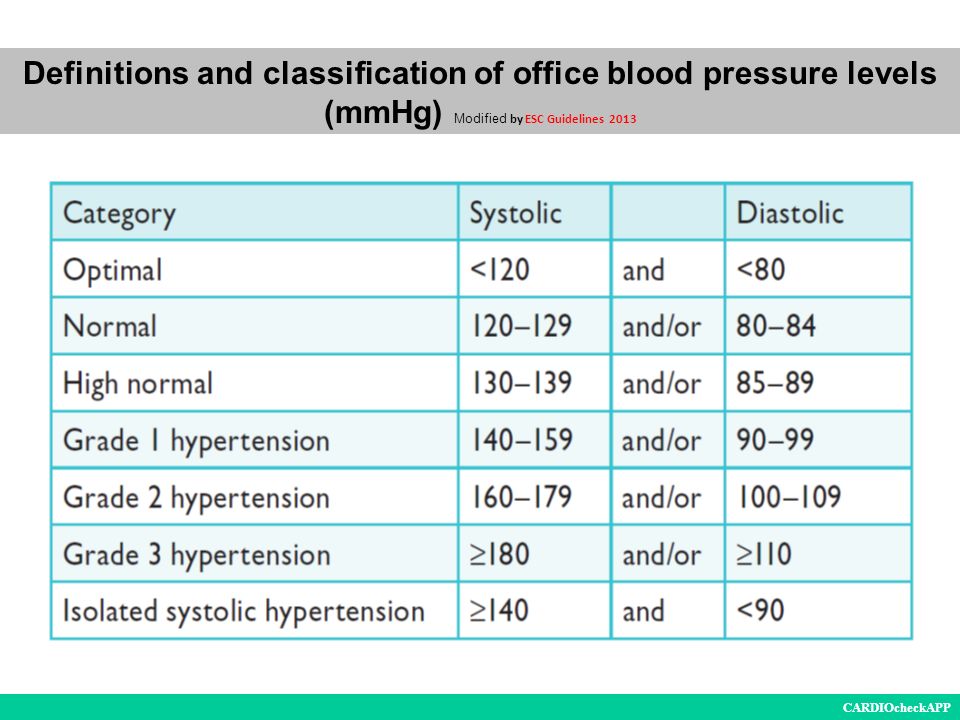 Definitions and classification of office blood pressure levels
(mmHg) Modified by ESC Guidelines 2013
Category Systolic Diastolic
Optimal <120 and <80
Normal 120–129 and/or 80–84
High normal 130–139 and/or 85–89
Grade 1 hypertension 140–159 and/or 90–99
Grade 2 hypertension 160–179 and/or 100–109
Grade 3 hypertension ≥180 and/or ≥110
Isolated systolic hypertension ≥140 and <90
CARDIOcheckAPP